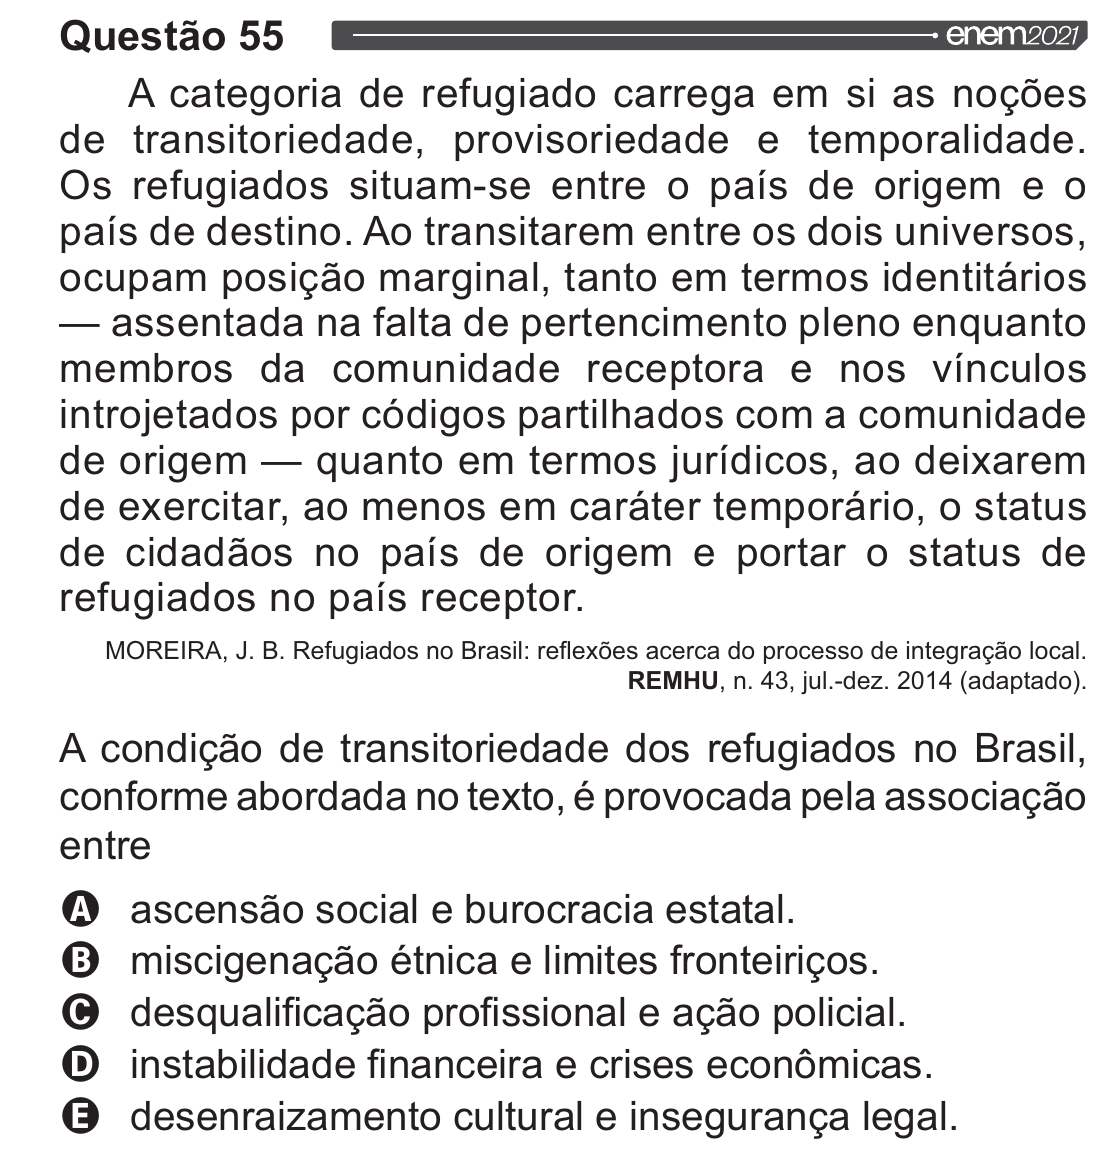 Questão 55
enem2021
A categoria de refugiado carrega em si as noções
de transitoriedade, provisoriedade e temporalidade.
Os refugiados situam-se entre o país de origem e o
país de destino. Ao transitarem entre os dois universos,
ocupam posição marginal, tanto em termos identitários
— assentada na falta de pertencimento pleno enquanto
membros da comunidade receptora e nos vínculos
introjetados por códigos partilhados com a comunidade
de origem — quanto em termos jurídicos, ao deixarem
de exercitar, ao menos em caráter temporário, o status
de cidadãos no país de origem e portar o status de
refugiados no país receptor.
MOREIRA, J. B. Refugiados no Brasil: reflexões acerca do processo de integração local.
REMHU, n. 43, jul.-dez. 2014 (adaptado).
A condição de transitoriedade dos refugiados no Brasil,
conforme abordada no texto, é provocada pela associação
entre
A ascensão social e burocracia estatal.
B miscigenação étnica e limites fronteiriços.
C desqualificação profissional e ação policial.
D instabilidade financeira e crises econômicas.
E desenraizamento cultural e insegurança legal.